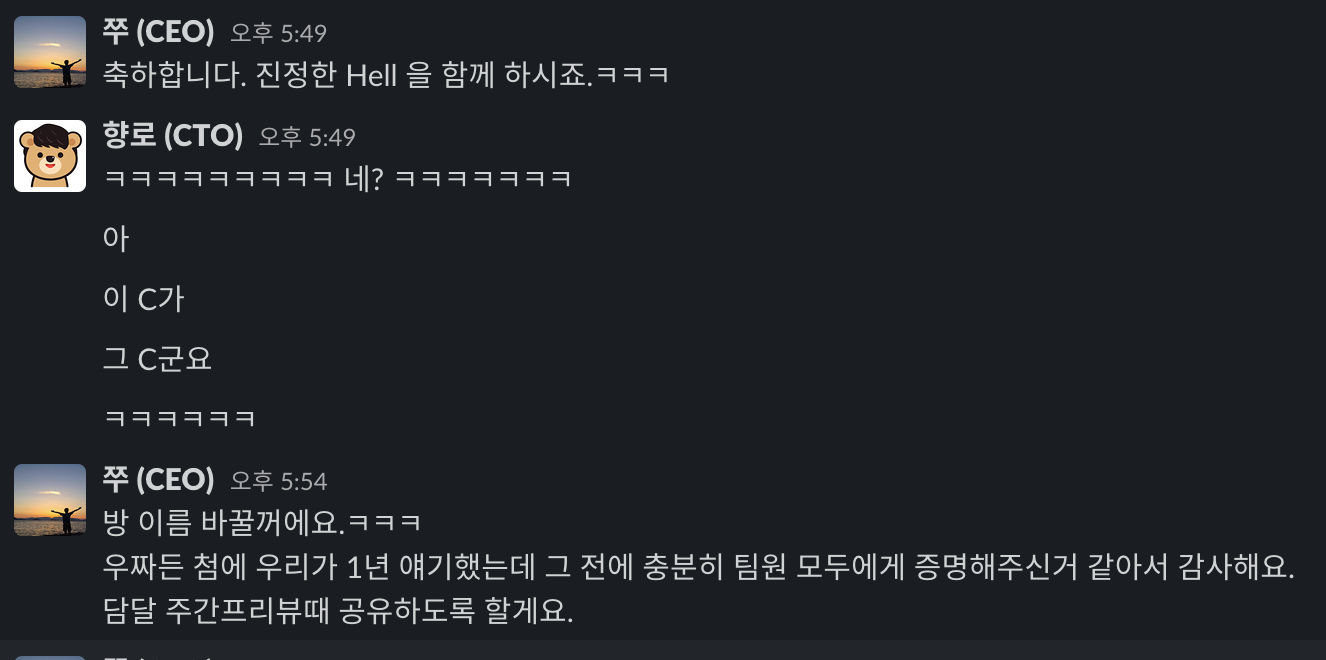 쭈 (CEO) 오후 5:49
축하합니다. 진정한 Hell 을 함께 하시죠.ㅋㅋㅋ
향로 (CTO) 오후 5:49
ㅋㅋㅋㅋㅋㅋㅋㅋㅋ 네? ㅋㅋㅋㅋㅋㅋㅋ
아
이 C가
그 C군요
ㅋㅋㅋㅋㅋㅋ
쭈 (CEO) 오후 5:54
방 이름 바꿀꺼에요.ㅋㅋㅋ
우짜든 첨에 우리가 1년 얘기했는데 그 전에 충분히 팀원 모두에게 증명해주신거 같아서 감사해요.
담달 주간프리뷰때 공유하도록 할게요.